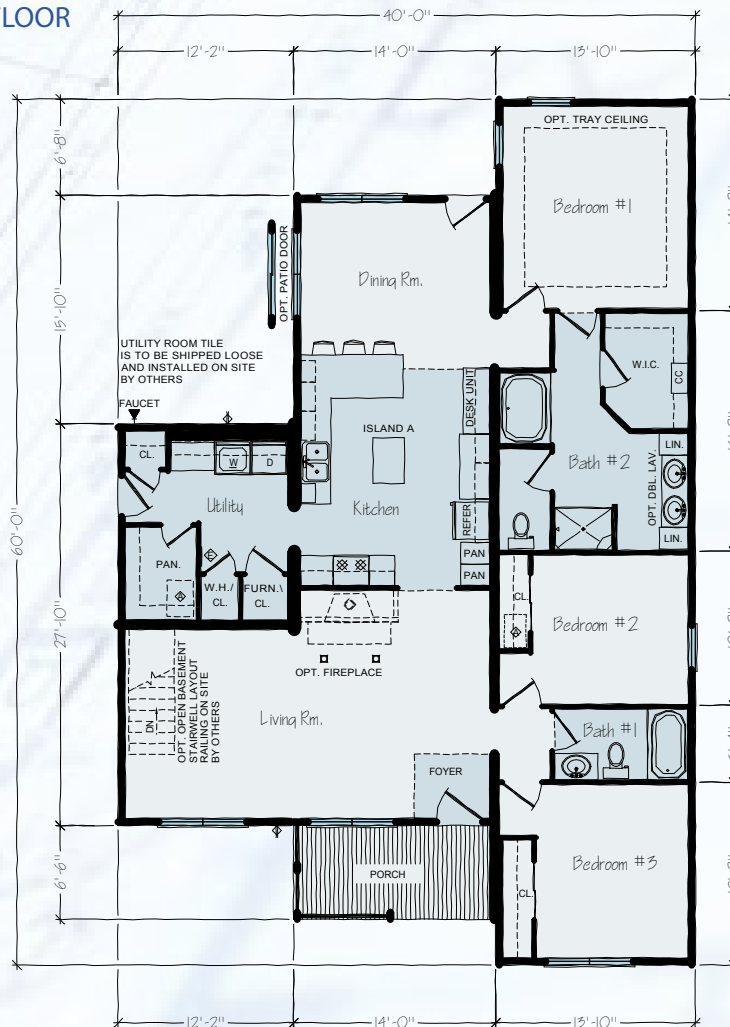 FLOOR
40'-0"
12'-2"
14'-0"
13'-10"
6'-8"
OPT. TRAY CEILING
Bedroom #1
OPT. PATIO DOOR
Dining Rm.
15'-10"
UTILITY ROOM TILE
IS TO BE SHIPPED LOOSE
AND INSTALLED ON SITE
BY OTHERS
FAUCET
W.I.C.
CC
DESK UNIT
ISLAND A
CL.
W
D
Utility
Kitchen
REFER
Bath #2
OPT. DBL. LAV.
LIN.
LIN.
60'-0"
PAN.
W.H./
CL.
FURN.\
CL.
PAN
PAN
27'-10"
CL.
Bedroom #2
OPT. FIREPLACE
DN
OPT. OPEN BASEMENT
STAIRWELL LAYOUT
RAILING ON SITE
BY OTHERS
Living Rm.
Bath #1
FOYER
6'-6"
PORCH
CL.
Bedroom #3
12'-2"
14'-0"
13'-10"